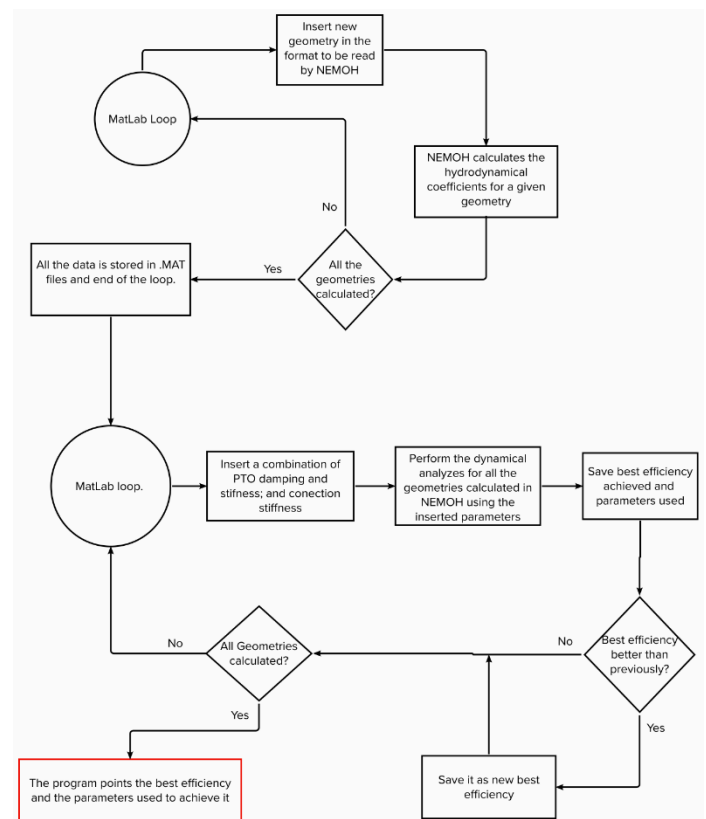 Insert new
geometry in the
format to be read
by NEMOH
MatLab Loop
NEMOH calculates the
hydrodynamical
coefficients for a given
geometry
No
All the
geometries
calculated?
Yes
All the data is stored in .MAT
files and end of the loop.
MatLab loop.
Insert a combination of
PTO damping and
stifness; and conection
stiffness
Perform the dynamical
analyzes for all the
geometries calculated in
NEMOH using the
inserted parameters
Save best efficiency
achieved and
parameters used
Best efficiency
better than
previously?
No
Yes
Save it as new best
efficiency
All Geometries
calculated?
No
Yes
The program points the best efficiency
and the parameters used to achieve it